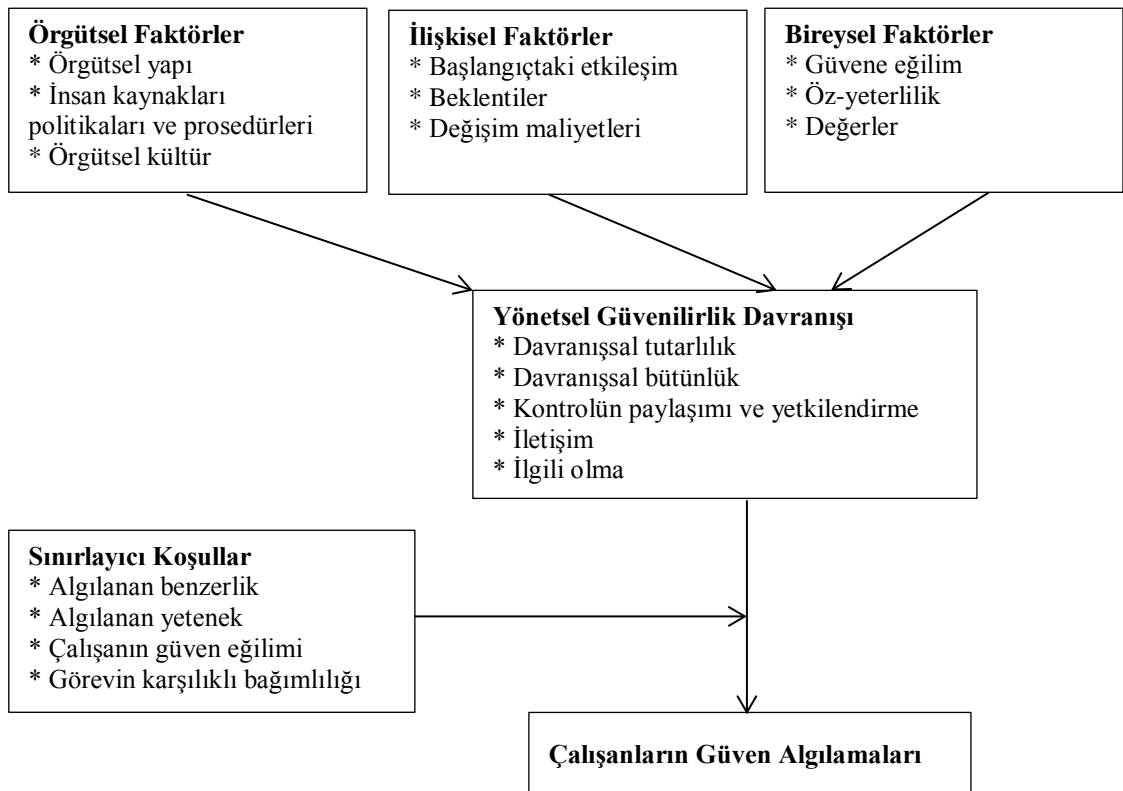 Örgütsel Faktörler
* Örgütsel yapı
* İnsan kaynakları
politikaları ve prosedürleri
* Örgütsel kültür
İlişkisel Faktörler
* Başlangıçtaki etkileşim
* Beklentiler
* Değişim maliyetleri
Bireysel Faktörler
* Güvene eğilim
* Öz-yeterlilik
* Değerler
Yönetsel Güvenilirlik Davranışı
* Davranışsal tutarlılık
* Davranışsal bütünlük
* Kontrolün paylaşımı ve yetkilendirme
* İletişim
* İlgili olma
Sınırlayıcı Koşullar
* Algılanan benzerlik
* Algılanan yetenek
* Çalışanın güven eğilimi
* Görevin karşılıklı bağımlılığı
Çalışanların Güven Algılamaları